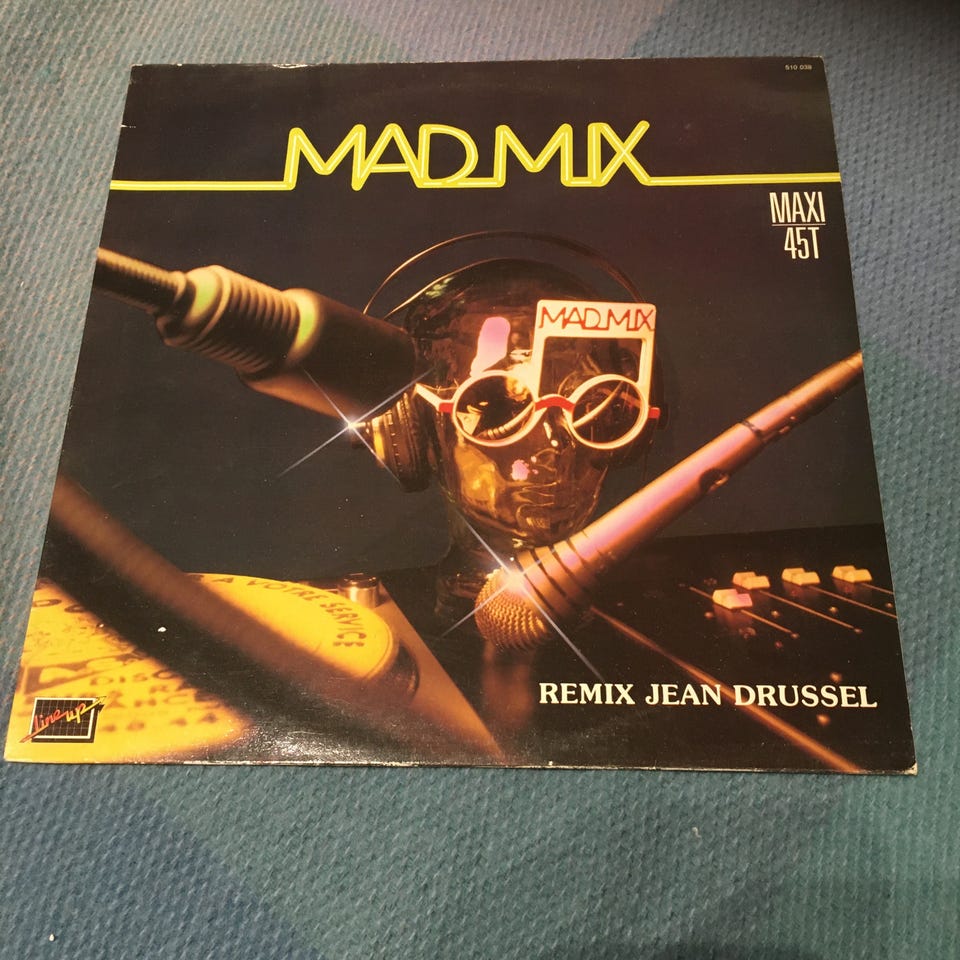 510 038
MAD MIX
MAXI
45T
MAD MIX
A VOTRE SERVICE
REMIX JEAN DRUSSEL
line up